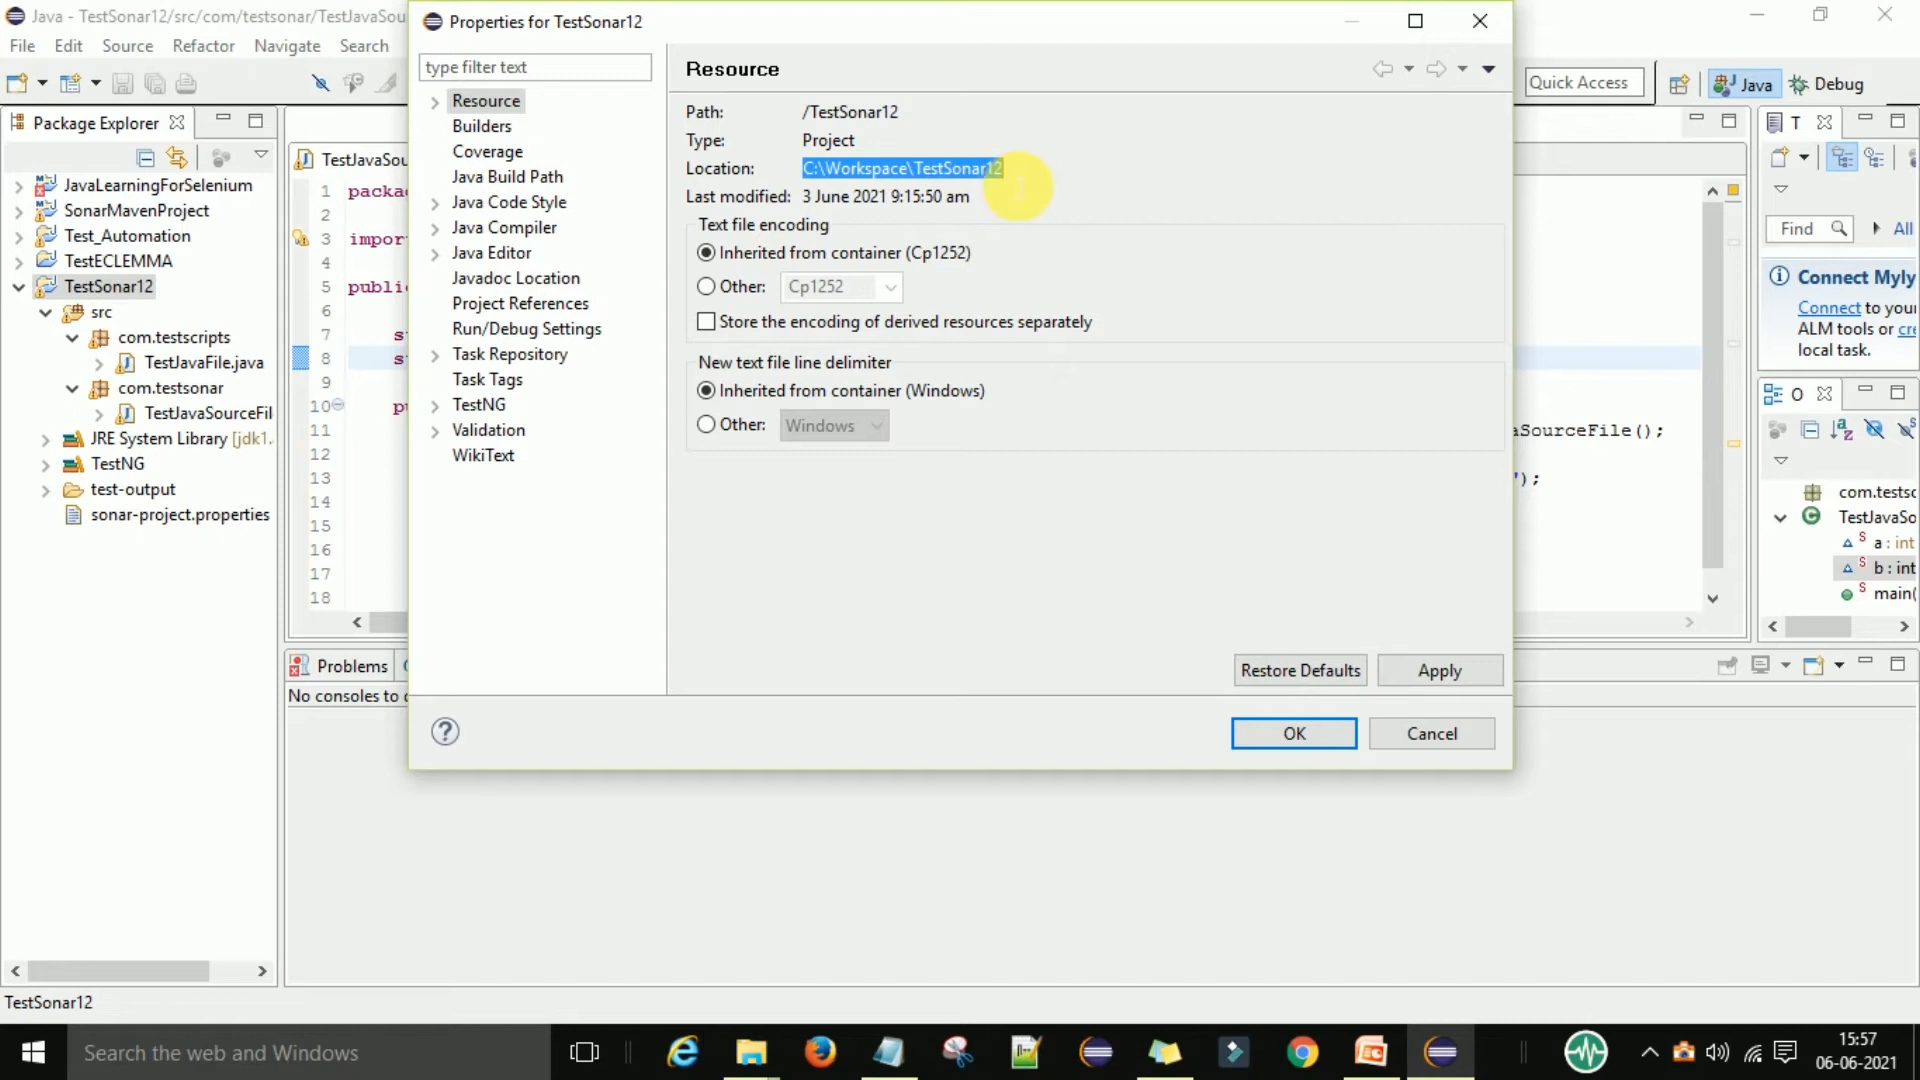 Java - TestSonar12/src/com/testsonar/TestJavaSou
Properties for TestSonar12
File Edit Source Refactor Navigate Search
type filter text
Resource
Quick Access
Java
Debug
Package Explorer
TestJavaSou
JavaLearningForSelenium
SonarMavenProject
Test_Automation
TestECLEMMA
TestSonar12
src
com.testscripts
TestJavaFile.java
com.testsonar
TestJavaSourceFil
JRE System Library [jdk1.
TestNG
test-output
sonar-project.properties
1 packa
2
3 impor
4
5 publi
6
7 s
8 s
9
10 pu
11
12
13
14
15
16
17
18
Resource
Builders
Coverage
Java Build Path
Java Code Style
Java Compiler
Java Editor
Javadoc Location
Project References
Run/Debug Settings
Task Repository
Task Tags
TestNG
Validation
WikiText
Path: /TestSonar12
Type: Project
Location: C:\Workspace\TestSonar12
Last modified: 3 June 2021 9:15:50 am
Text file encoding
Inherited from container (Cp1252)
Other: Cp1252
Store the encoding of derived resources separately
New text file line delimiter
Inherited from container (Windows)
Other: Windows
Restore Defaults Apply
OK Cancel
aSourceFile();
");
T
Find All
Connect Myly
Connect to your
ALM tools or cre
local task.
O
com.testsc
TestJavaSo
a : int
b : int
main(
Problems
No consoles to
TestSonar12
Search the web and Windows
15:57
06-06-2021